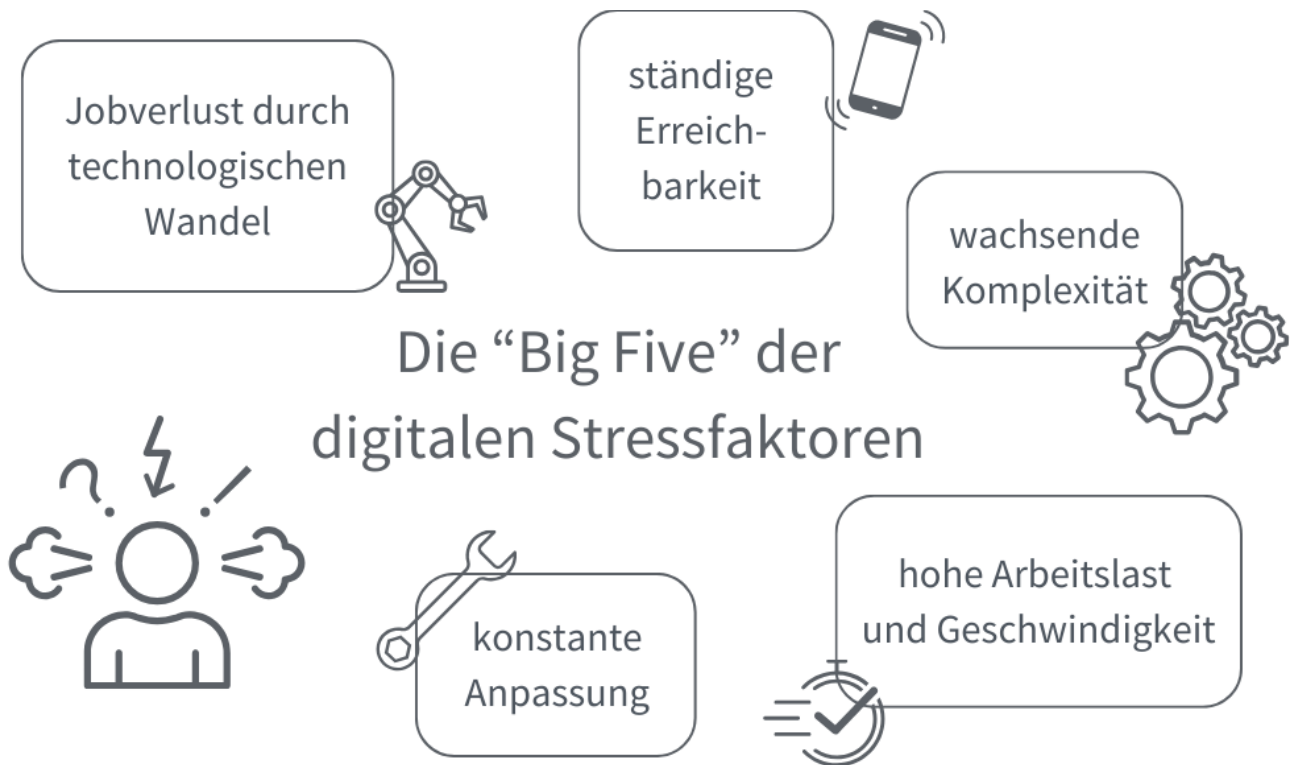 Jobverlust durch
technologischen
Wandel
ständige
Erreich-
barkeit
wachsende
Komplexität
Die “Big Five” der
digitalen Stressfaktoren
konstante
Anpassung
hohe Arbeitslast
und Geschwindigkeit